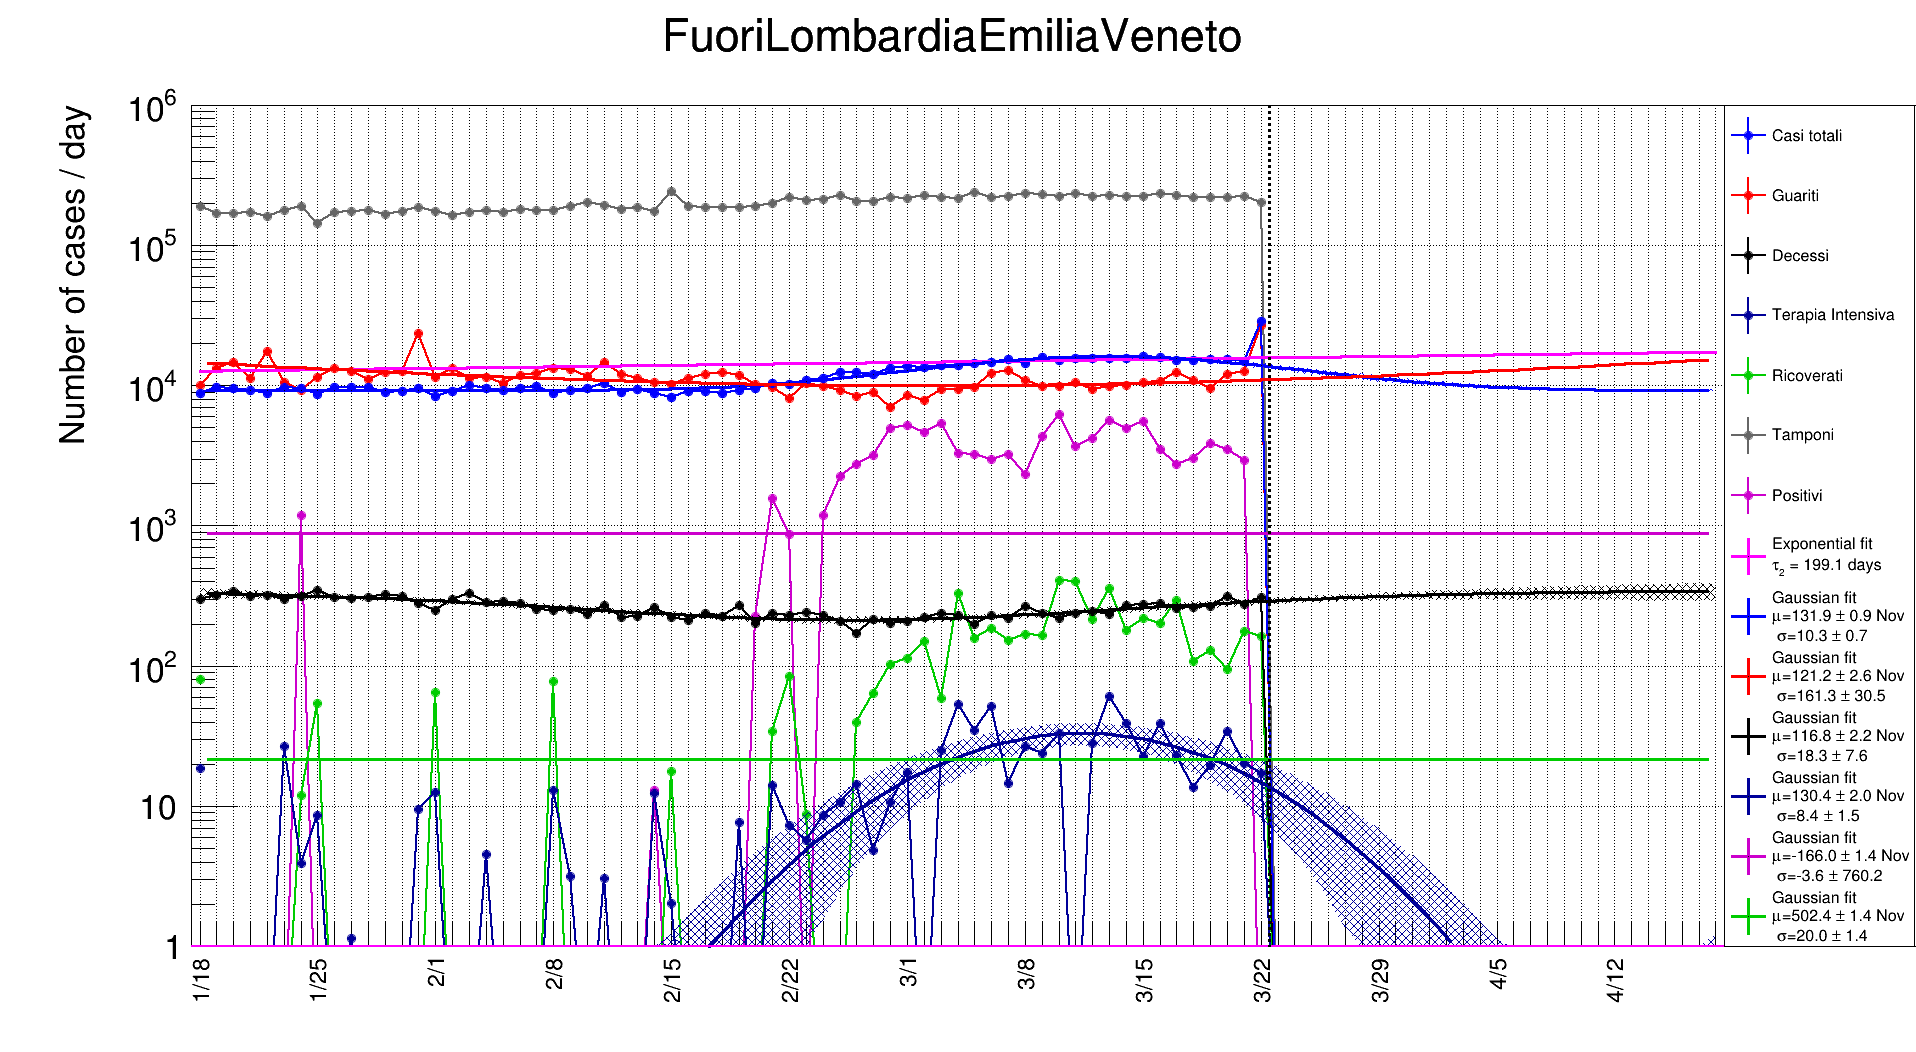 FuoriLombardiaEmiliaVeneto
Number of cases / day
10^6
10^5
10^4
10^3
10^2
10
1
1/18
1/25
2/1
2/8
2/15
2/22
3/1
3/8
3/15
3/22
3/29
4/5
4/12
Casi totali
Guariti
Decessi
Terapia Intensiva
Ricoverati
Tamponi
Positivi
Exponential fit
τ₂ = 199.1 days
Gaussian fit
μ=131.9 ± 0.9 Nov
σ=10.3 ± 0.7
Gaussian fit
μ=121.2 ± 2.6 Nov
σ=161.3 ± 30.5
Gaussian fit
μ=116.8 ± 2.2 Nov
σ=18.3 ± 7.6
Gaussian fit
μ=130.4 ± 2.0 Nov
σ=8.4 ± 1.5
Gaussian fit
μ=-166.0 ± 1.4 Nov
σ=-3.6 ± 760.2
Gaussian fit
μ=502.4 ± 1.4 Nov
σ=20.0 ± 1.4